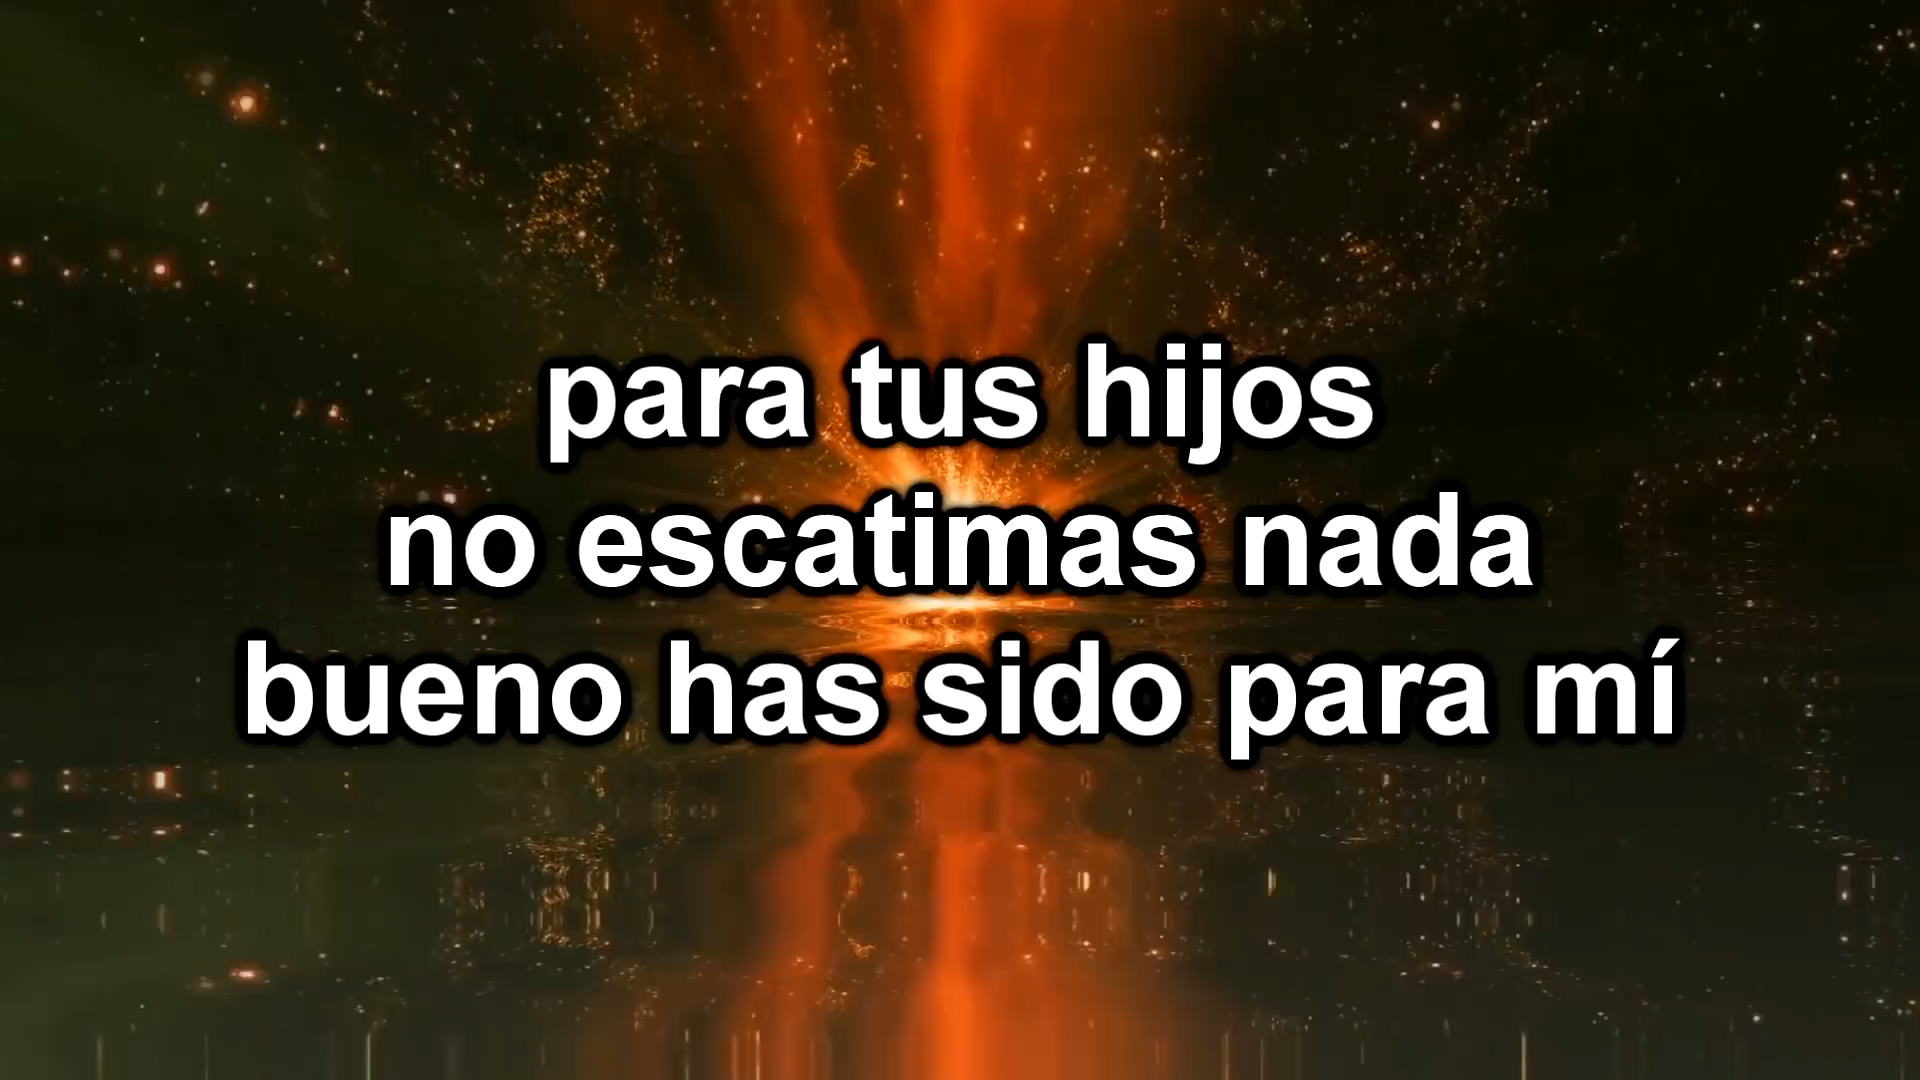 para tus hijos
no escatimas nada
bueno has sido para mí